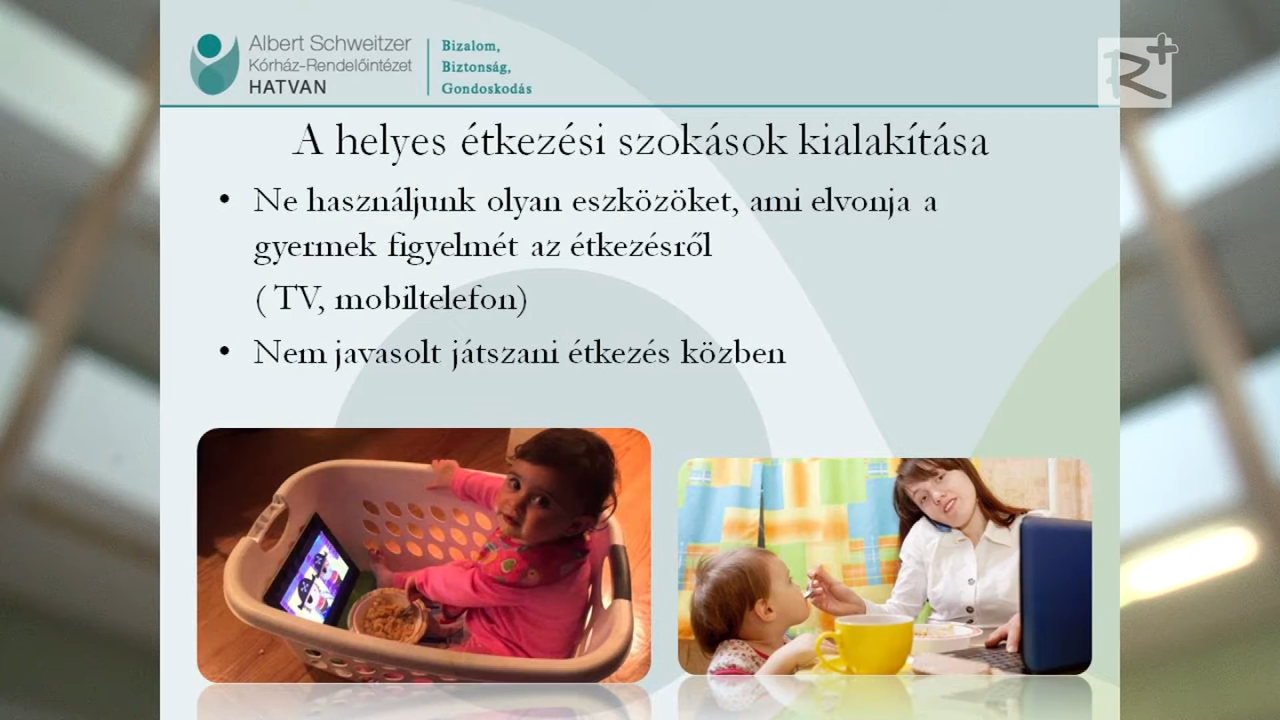 Albert Schweitzer
Kórház-Rendelőintézet
HATVAN
Bizalom,
Biztonság,
Gondoskodás
R+
A helyes étkezési szokások kialakítása
• Ne használjunk olyan eszközöket, ami elvonja a
gyermek figyelmét az étkezésről
( TV, mobiltelefon)
• Nem javasolt játszani étkezés közben